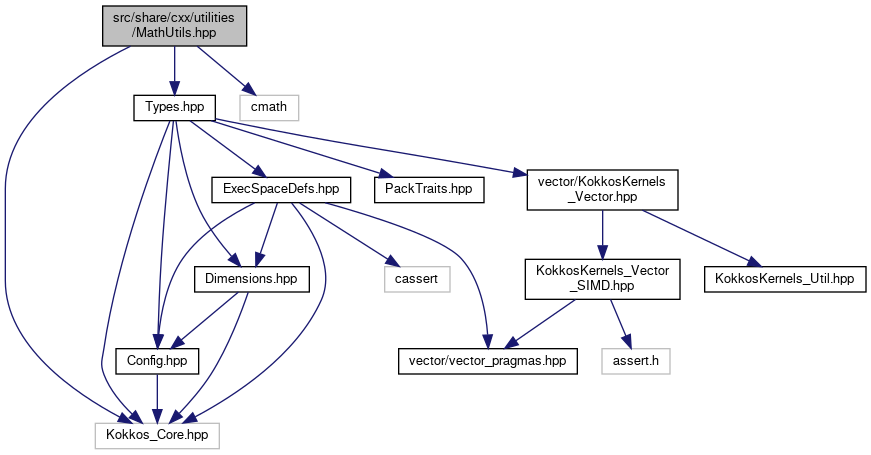 src/share/cxx/utilities
/MathUtils.hpp
Types.hpp
cmath
ExecSpaceDefs.hpp
PackTraits.hpp
vector/KokkosKernels
_Vector.hpp
Dimensions.hpp
cassert
KokkosKernels_Vector
_SIMD.hpp
KokkosKernels_Util.hpp
Config.hpp
vector/vector_pragmas.hpp
assert.h
Kokkos_Core.hpp